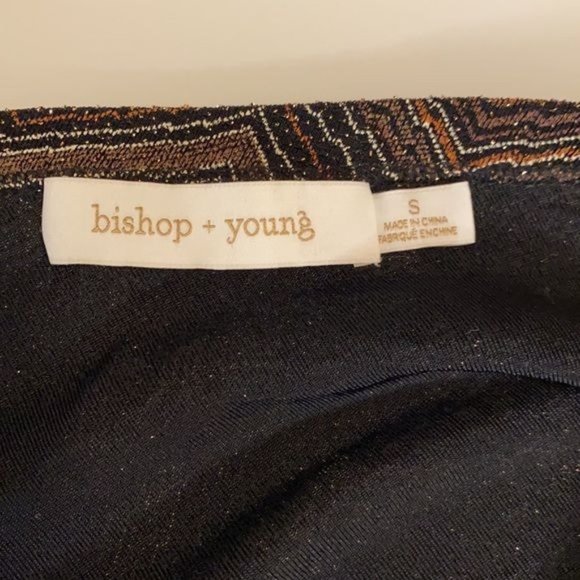 bishop + young
S
MADE IN CHINA
FABRIQUÉ EN CHINE